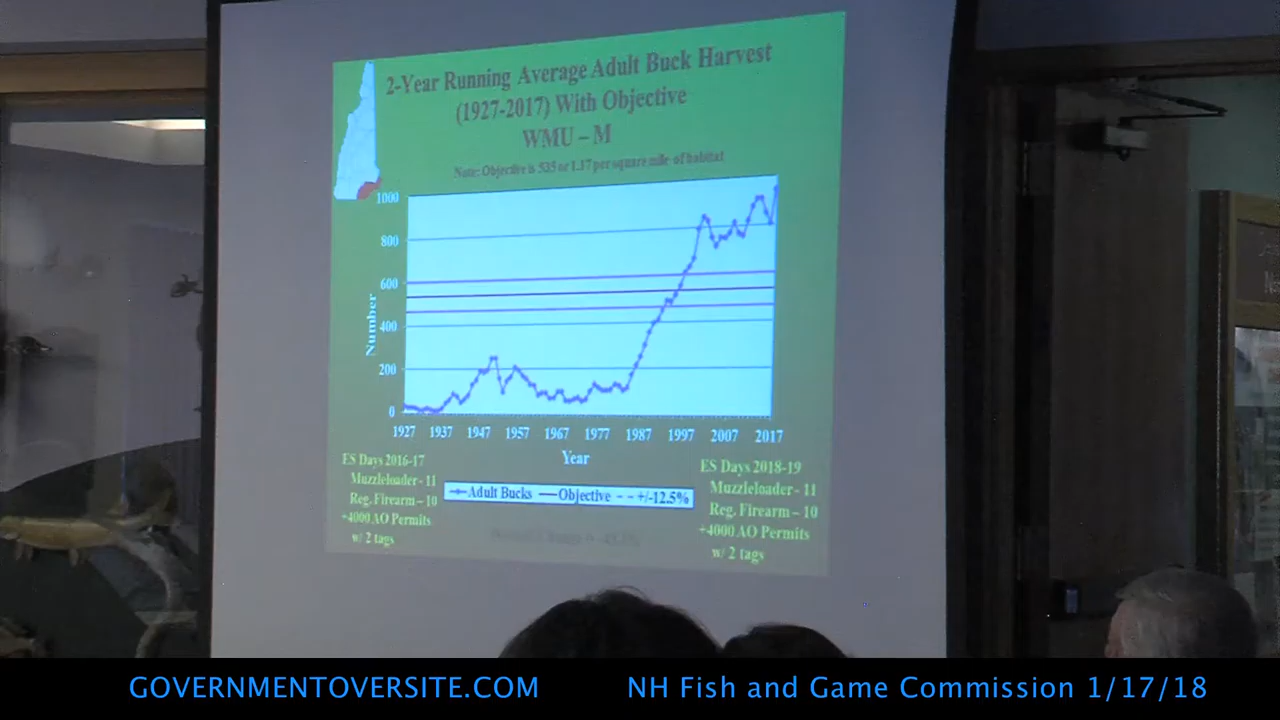 2-Year Running Average Adult Buck Harvest
(1927-2017) With Objective
WMU – M
Note: Objective is 535 or 1.17 per square mile of habitat
1000
800
600
400
200
0
Number
1927 1937 1947 1957 1967 1977 1987 1997 2007 2017
Year
ES Days 2016-17
Muzzleloader - 11
Reg. Firearm – 10
+4000 AO Permits
w/ 2 tags
Adult Bucks Objective +/-12.5%
ES Days 2018-19
Muzzleloader - 11
Reg. Firearm – 10
+4000 AO Permits
w/ 2 tags
GOVERNMENTOVERSITE.COM NH Fish and Game Commission 1/17/18